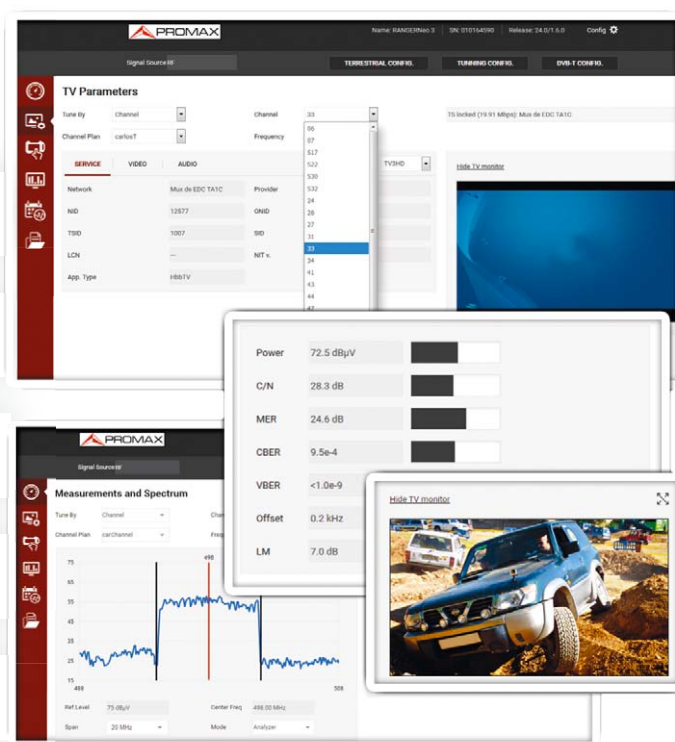 PROMAX
Name: RANGERNeo 3 SN: 010164590 Release: 24.0/1.6.0 Config
Signal Source RF TERRESTRIAL CONFIG. TUNNING CONFIG. DVB-T CONFIG.
TV Parameters
Tune By Channel Channel 33 TS locked (19.91 Mbps): Mux de EDC TA1C
Channel Plan carlosT Frequency
06
07
S17
S22
S30
S32
24
26
27
31
33
34
41
43
44
47
SERVICE VIDEO AUDIO TV3HD Hide TV monitor
Network Mux de EDC TA1C Provider
NID 12877 ONID
TSID 1007 SID
LCN --- NIT v.
App. Type HbbTV
Power 72.5 dBµV
C/N 28.3 dB
MER 24.6 dB
CBER 9.5e-4
VBER <1.0e-9
Offset 0.2 kHz
LM 7.0 dB
Hide TV monitor
PROMAX
Signal Source RF
Measurements and Spectrum
Tune By Channel Chan
Channel Plan carChannel Freq
498
75
65
55
45
35
25
15
488 508
Ref Level 75 dBµV Center Freq 498.00 MHz
Span 20 MHz Mode Analyzer